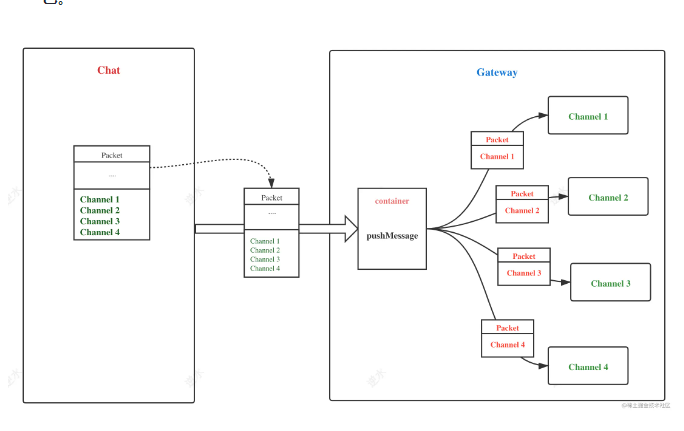 包。
Chat
Gateway
Packet
....
Channel 1
Channel 2
Channel 3
Channel 4
Packet
....
Channel 1
Channel 2
Channel 3
Channel 4
container
pushMessage
Packet
Channel 1
Channel 1
Packet
Channel 2
Channel 2
Packet
Channel 3
Channel 3
Packet
Channel 4
Channel 4
@稀土掘金技术社区